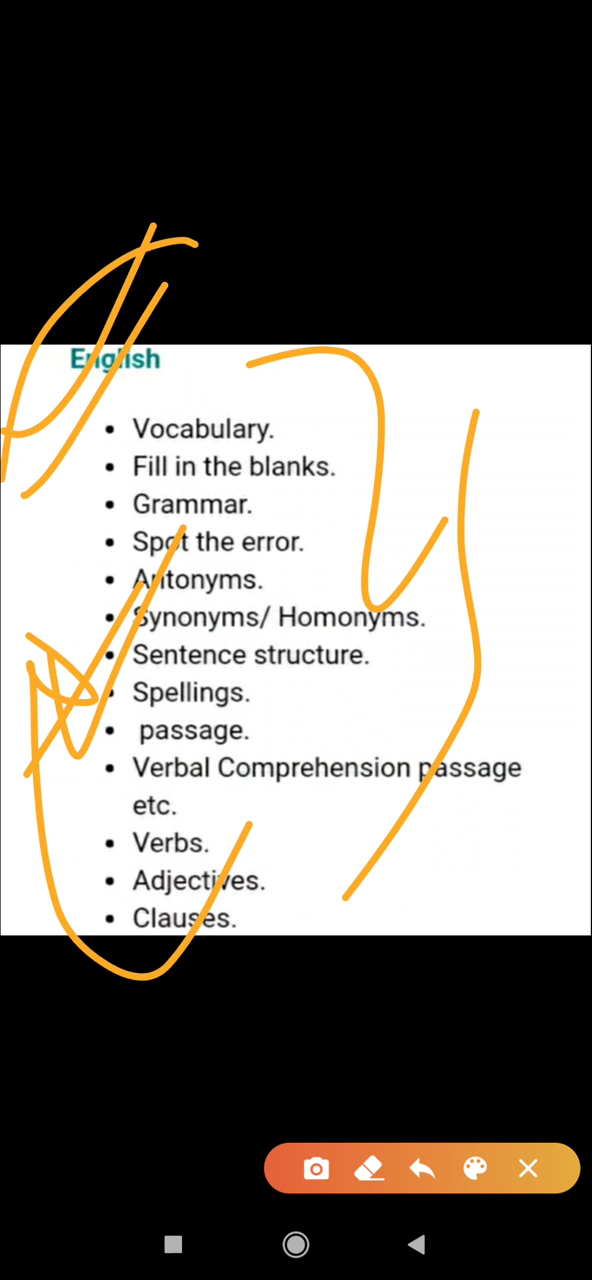 English
• Vocabulary.
• Fill in the blanks.
• Grammar.
• Spot the error.
• Antonyms.
• Synonyms/ Homonyms.
• Sentence structure.
• Spellings.
• passage.
• Verbal Comprehension passage
etc.
• Verbs.
• Adjectives.
• Clauses.